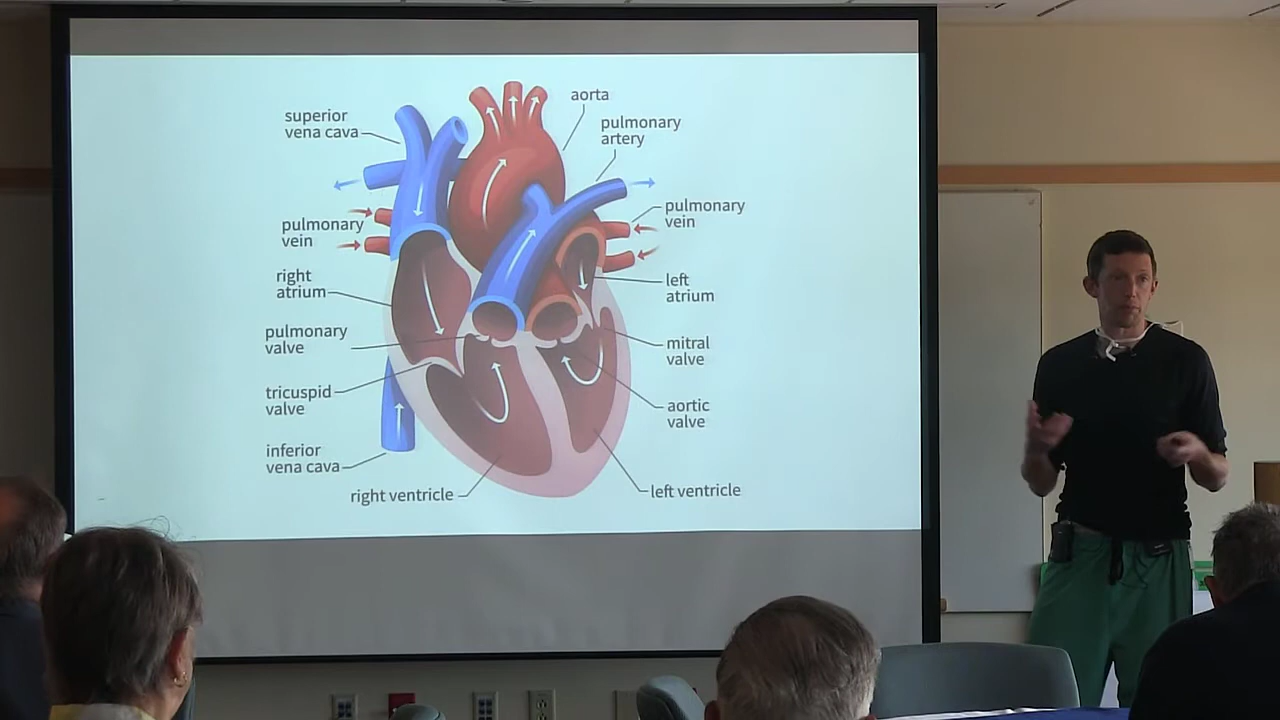 aorta
superior
vena cava
pulmonary
artery
pulmonary
vein
pulmonary
vein
right
atrium
left
atrium
pulmonary
valve
mitral
valve
tricuspid
valve
aortic
valve
inferior
vena cava
right ventricle
left ventricle